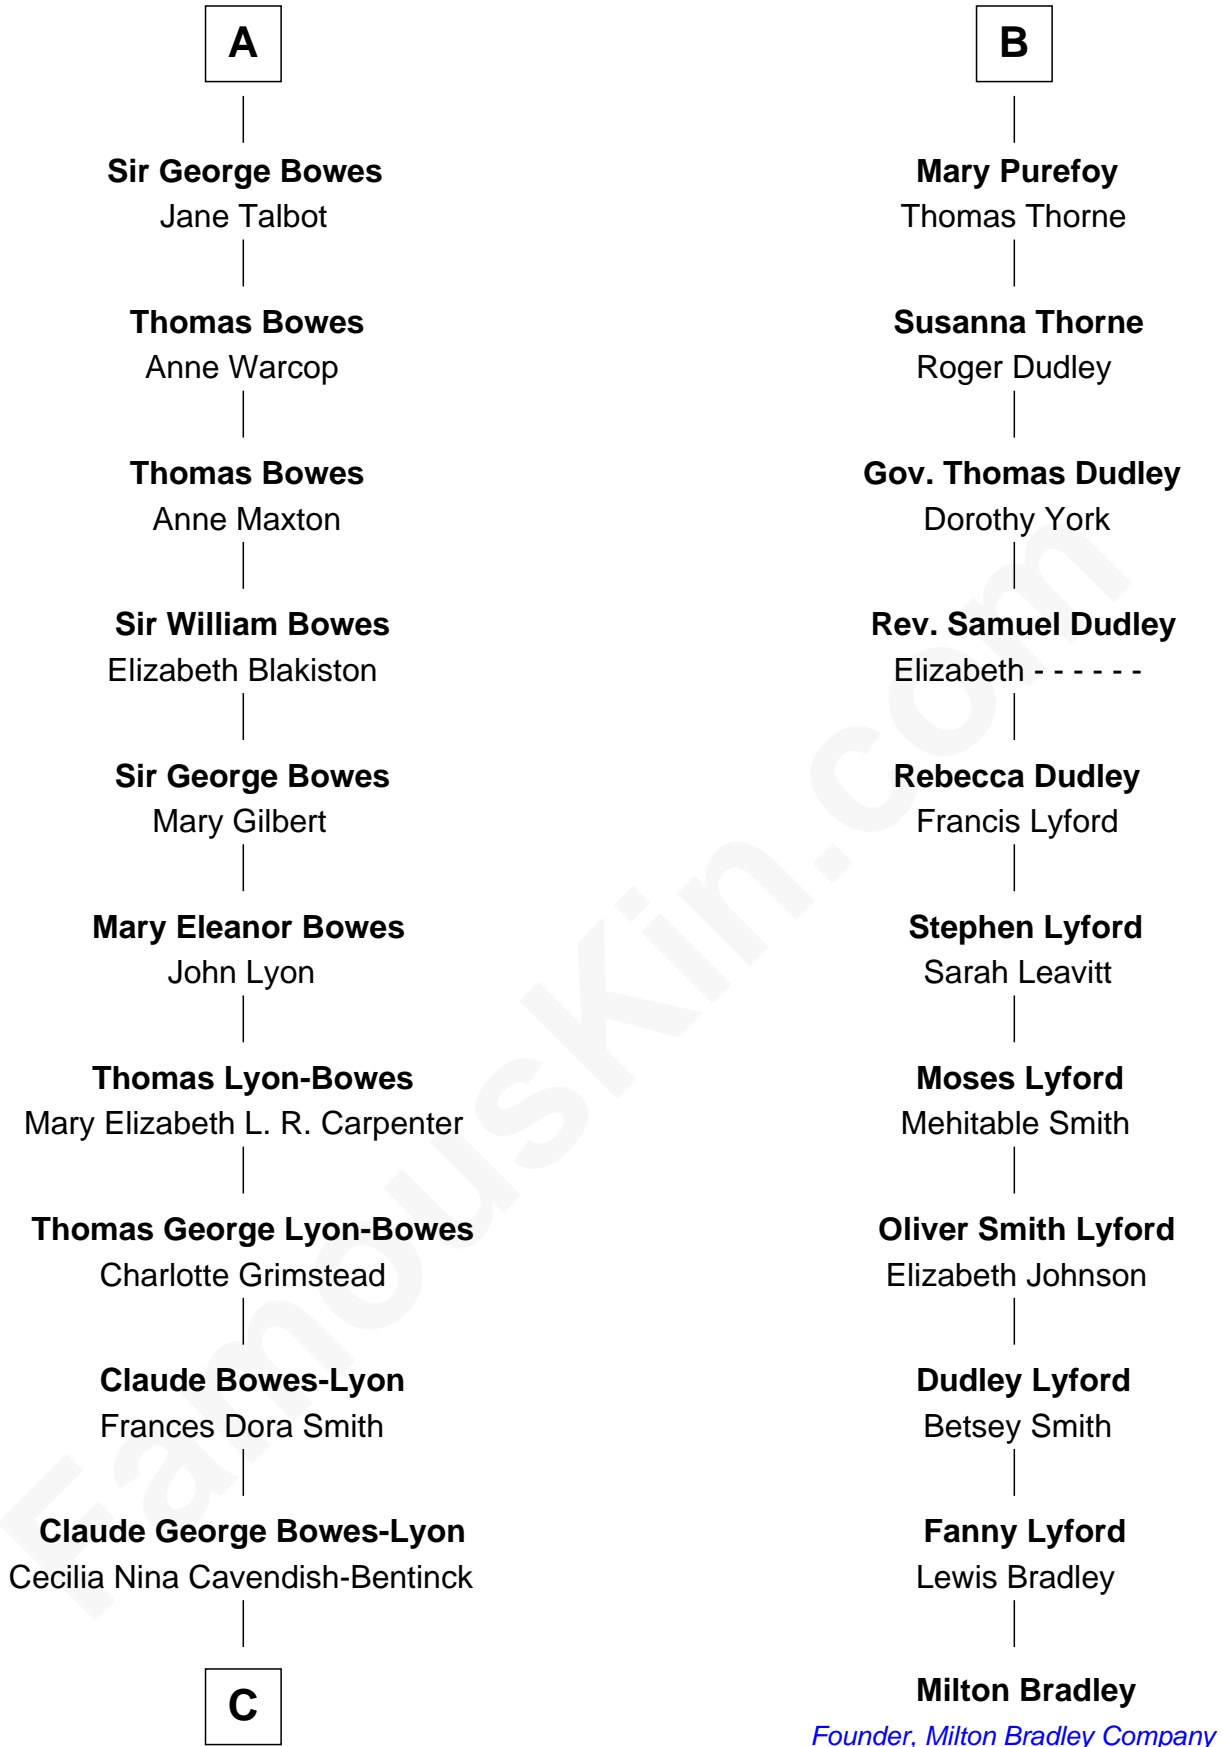 A
Sir George Bowes
Jane Talbot
Thomas Bowes
Anne Warcop
Thomas Bowes
Anne Maxton
Sir William Bowes
Elizabeth Blakiston
Sir George Bowes
Mary Gilbert
Mary Eleanor Bowes
John Lyon
Thomas Lyon-Bowes
Mary Elizabeth L. R. Carpenter
Thomas George Lyon-Bowes
Charlotte Grimstead
Claude Bowes-Lyon
Frances Dora Smith
Claude George Bowes-Lyon
Cecilia Nina Cavendish-Bentinck
C
B
Mary Purefoy
Thomas Thorne
Susanna Thorne
Roger Dudley
Gov. Thomas Dudley
Dorothy York
Rev. Samuel Dudley
Elizabeth - - - - - -
Rebecca Dudley
Francis Lyford
Stephen Lyford
Sarah Leavitt
Moses Lyford
Mehitable Smith
Oliver Smith Lyford
Elizabeth Johnson
Dudley Lyford
Betsey Smith
Fanny Lyford
Lewis Bradley
Milton Bradley
Founder, Milton Bradley Company
FamousKin.com